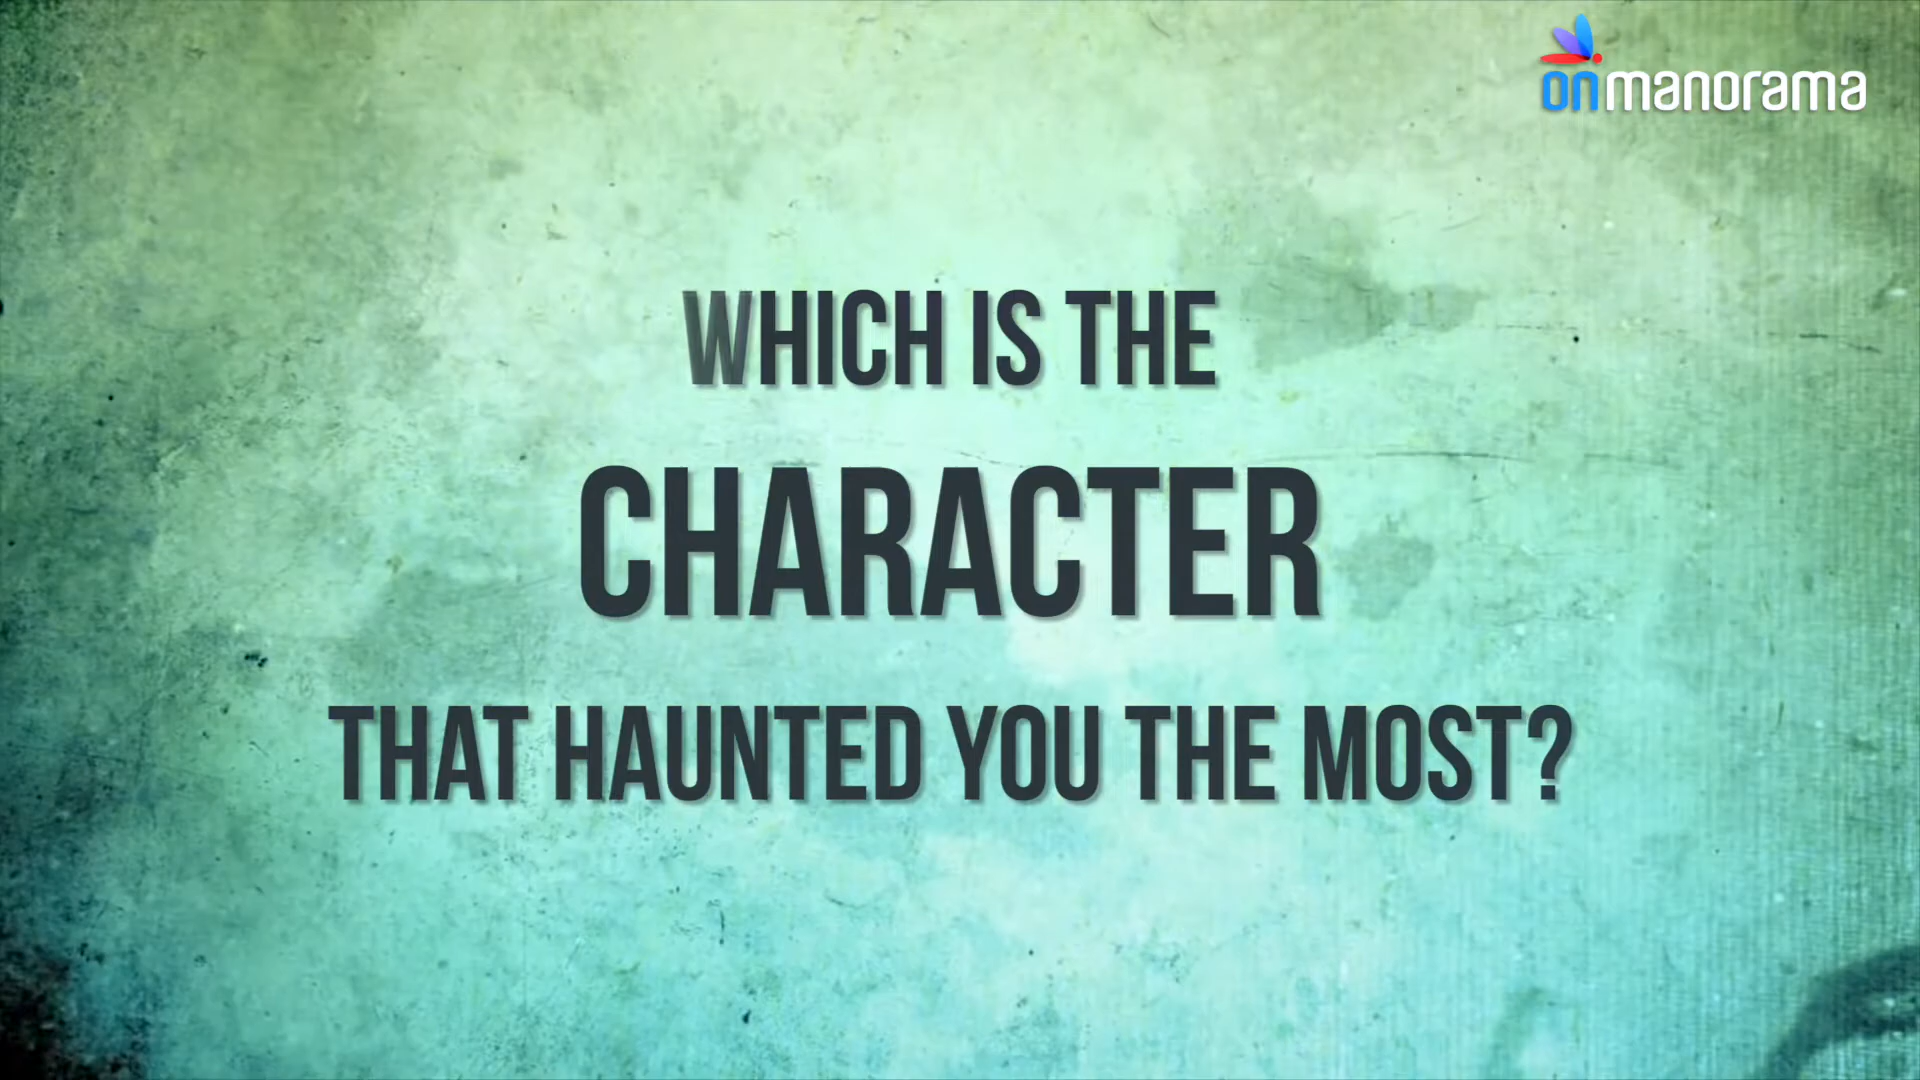 onmanorama
WHICH IS THE
CHARACTER
THAT HAUNTED YOU THE MOST?